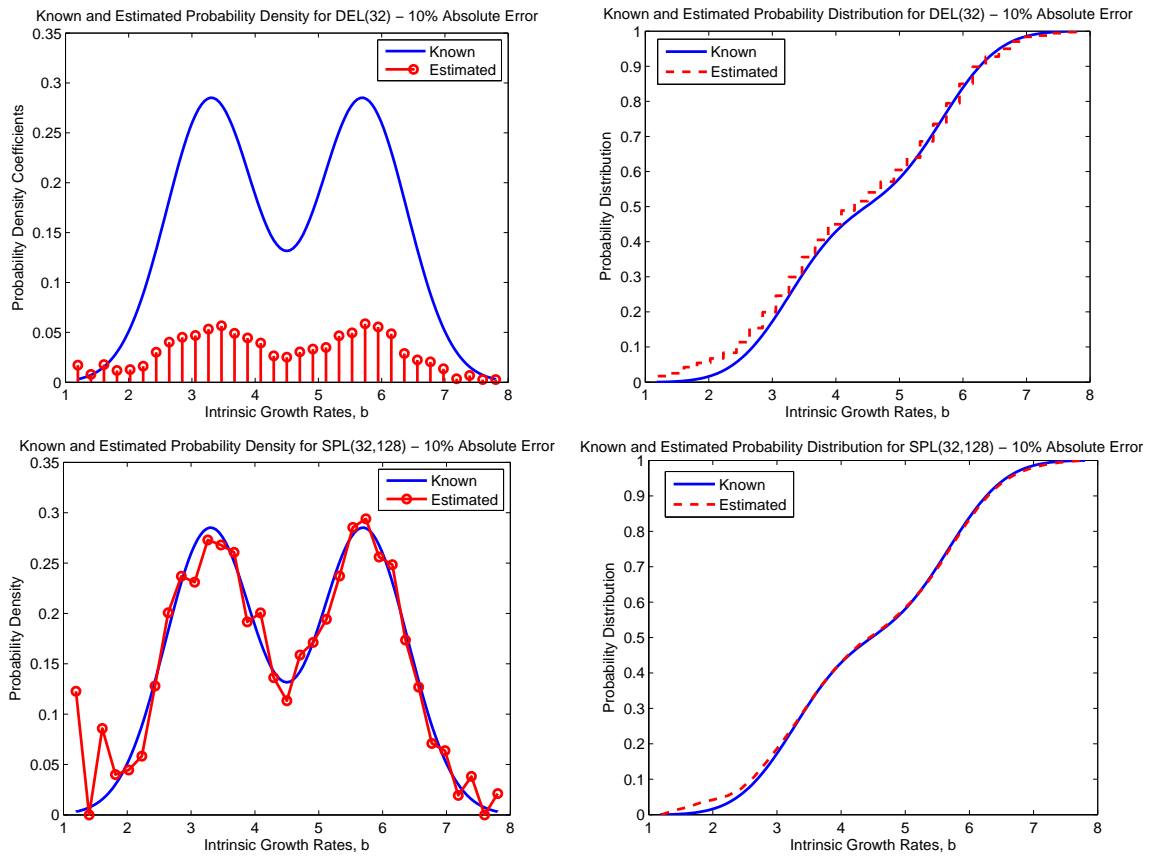 Known and Estimated Probability Density for DEL(32) – 10% Absolute Error
0.35
0.3
0.25
0.2
0.15
0.1
0.05
0
Probability Density Coefficients
Known
Estimated
1 2 3 4 5 6 7 8
Intrinsic Growth Rates, b
Known and Estimated Probability Distribution for DEL(32) – 10% Absolute Error
1
0.9
0.8
0.7
0.6
0.5
0.4
0.3
0.2
0.1
0
Probability Distribution
Known
Estimated
1 2 3 4 5 6 7 8
Intrinsic Growth Rates, b
Known and Estimated Probability Density for SPL(32,128) – 10% Absolute Error
0.35
0.3
0.25
0.2
0.15
0.1
0.05
0
Probability Density
Known
Estimated
1 2 3 4 5 6 7 8
Intrinsic Growth Rates, b
Known and Estimated Probability Distribution for SPL(32,128) – 10% Absolute Error
1
0.9
0.8
0.7
0.6
0.5
0.4
0.3
0.2
0.1
0
Probability Distribution
Known
Estimated
1 2 3 4 5 6 7 8
Intrinsic Growth Rates, b